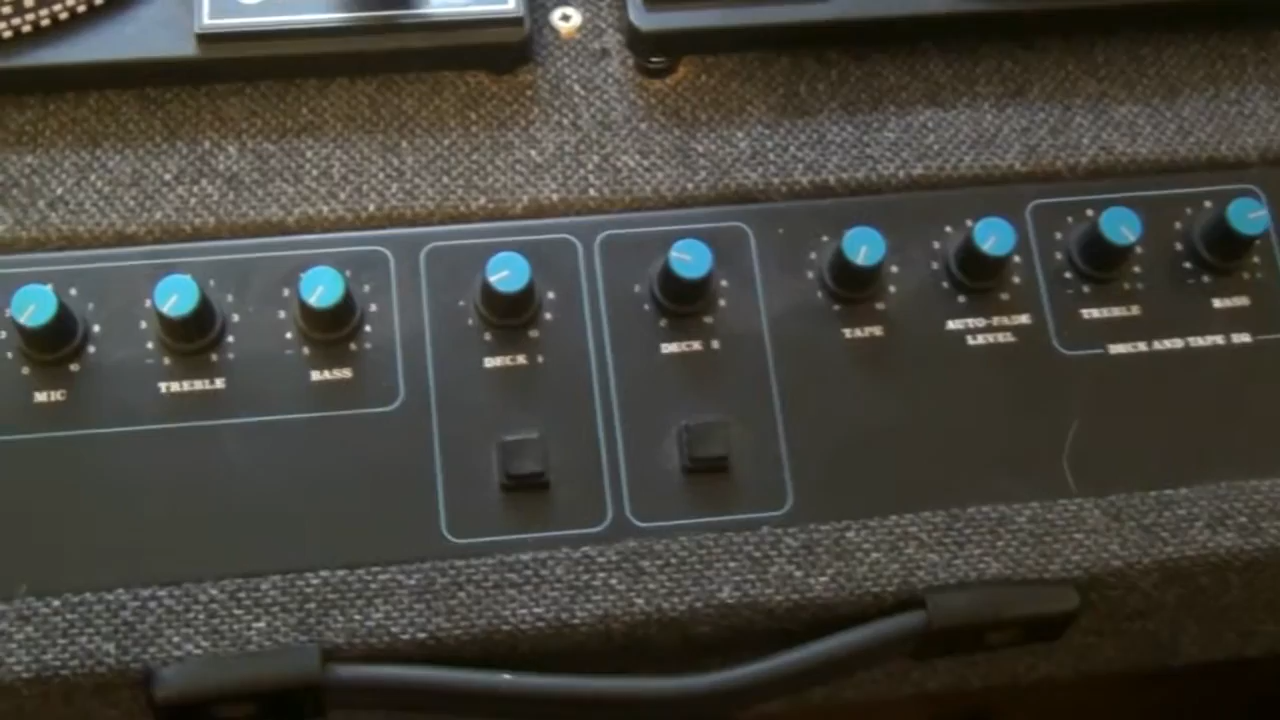 MIC
TREBLE
BASS
DECK 1
DECK 2
TAPE
AUTO-FADE
LEVEL
TREBLE
BASS
DECK AND TAPE EQ